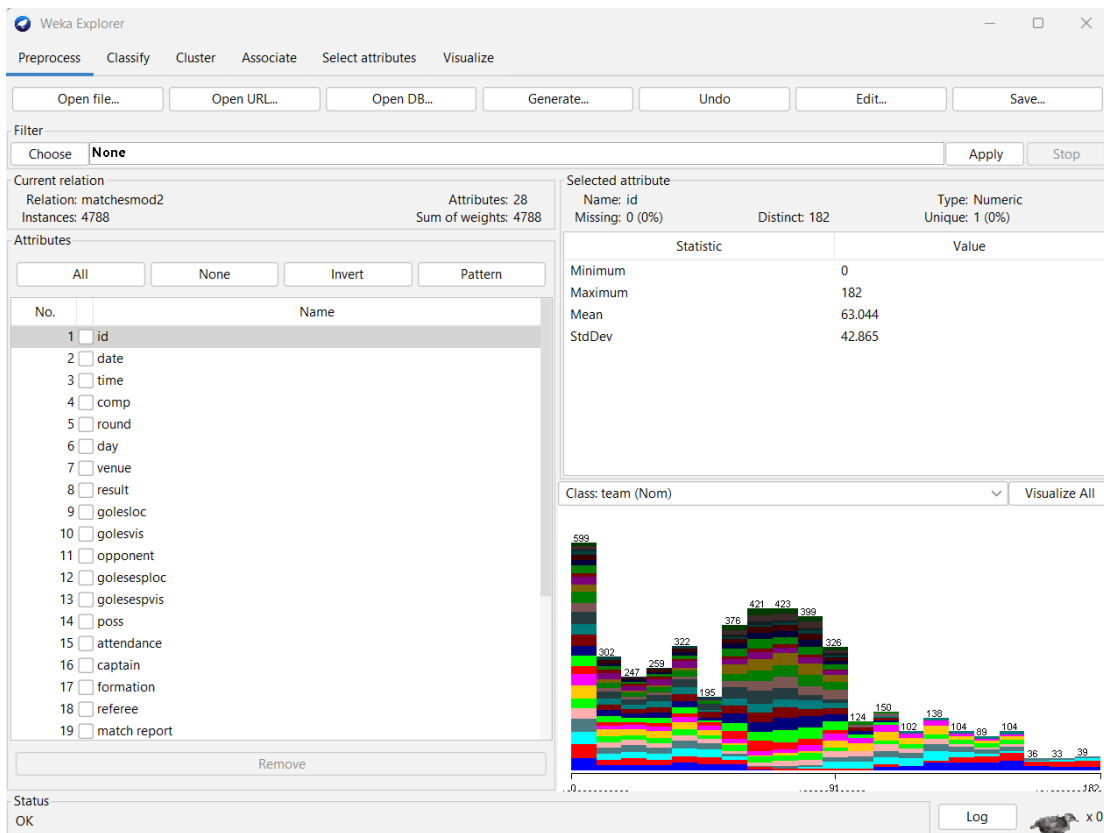 Weka Explorer
Preprocess Classify Cluster Associate Select attributes Visualize
Open file... Open URL... Open DB... Generate... Undo Edit... Save...
Filter
Choose None Apply Stop
Current relation
Relation: matchesmod2 Attributes: 28
Instances: 4788 Sum of weights: 4788
Attributes
All None Invert Pattern
No. Name
1 id
2 date
3 time
4 comp
5 round
6 day
7 venue
8 result
9 golesloc
10 golesvis
11 opponent
12 golesesploc
13 golesespvis
14 poss
15 attendance
16 captain
17 formation
18 referee
19 match report
Remove
Selected attribute
Name: id Type: Numeric
Missing: 0 (0%) Distinct: 182 Unique: 1 (0%)
Statistic Value
Minimum 0
Maximum 182
Mean 63.044
StdDev 42.865
Class: team (Nom) Visualize All
599 302 247 259 322 195 376 421 423 399 326 124 150 102 138 104 89 104 36 33 39
0 91 182
Status
OK Log x 0